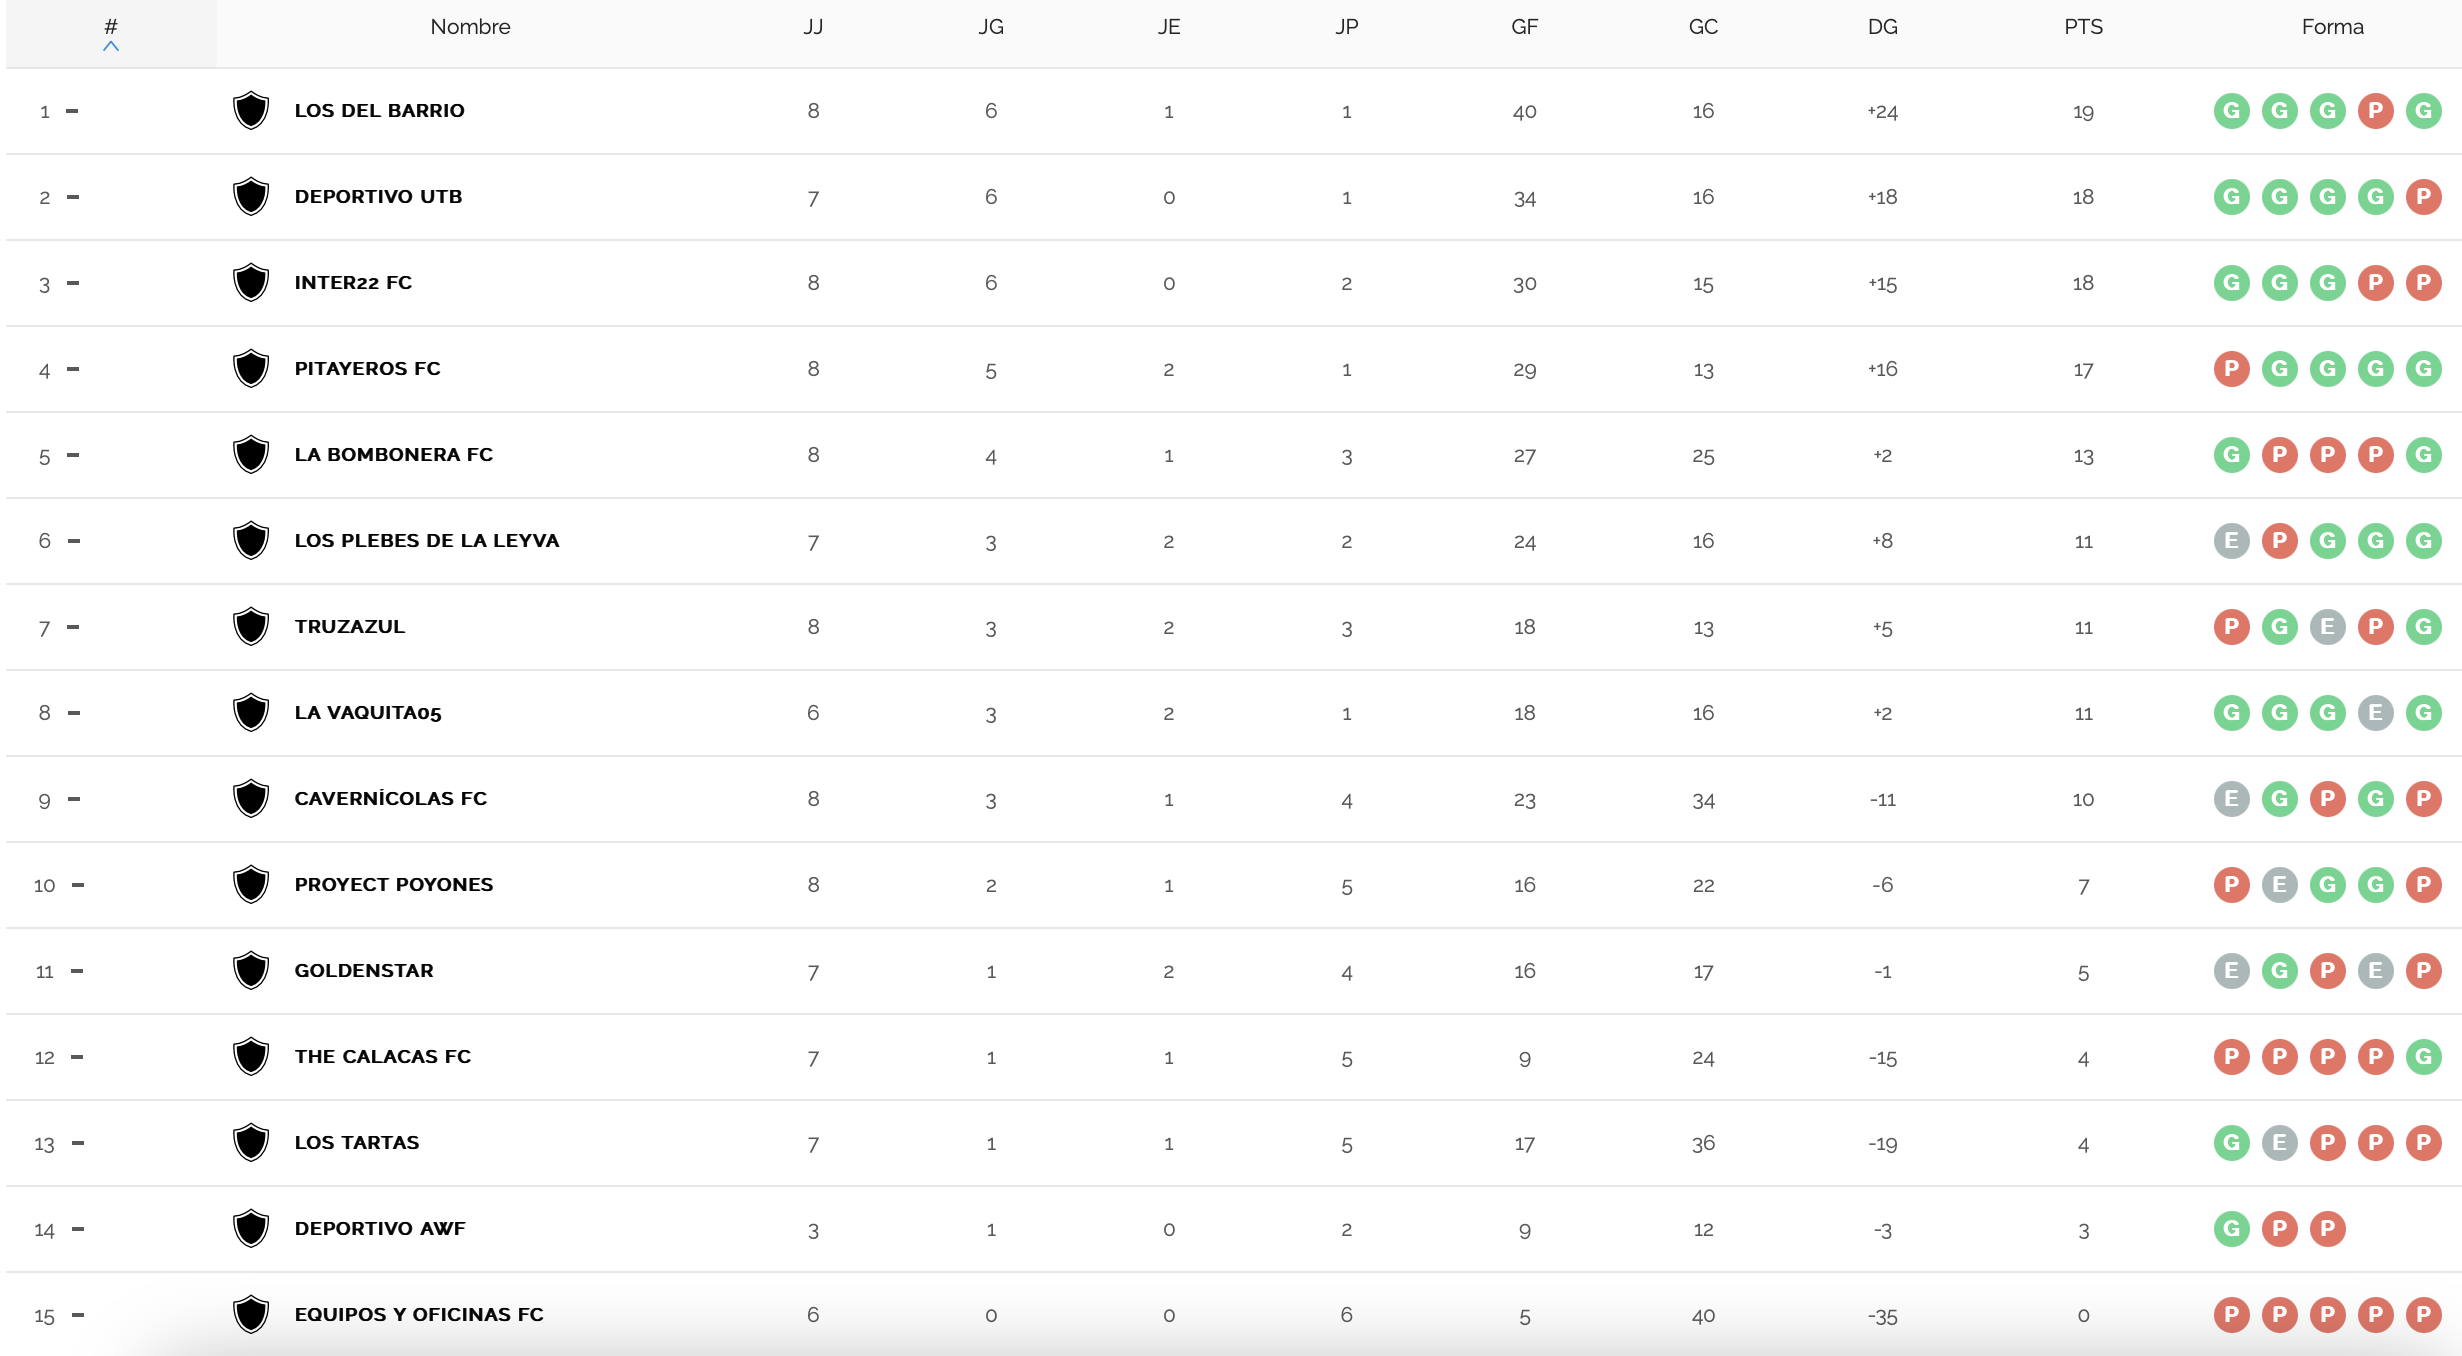 # Nombre JJ JG JE JP GF GC DG PTS Forma
1 - LOS DEL BARRIO 8 6 1 1 40 16 +24 19 G G G P G
2 - DEPORTIVO UTB 7 6 0 1 34 16 +18 18 G G G G P
3 - INTER22 FC 8 6 0 2 30 15 +15 18 G G G P P
4 - PITAYEROS FC 8 5 2 1 29 13 +16 17 P G G G G
5 - LA BOMBONERA FC 8 4 1 3 27 25 +2 13 G P P P G
6 - LOS PLEBES DE LA LEYVA 7 3 2 2 24 16 +8 11 E P G G G
7 - TRUZAZUL 8 3 2 3 18 13 +5 11 P G E P G
8 - LA VAQUITA05 6 3 2 1 18 16 +2 11 G G G E G
9 - CAVERNÍCOLAS FC 8 3 1 4 23 34 -11 10 E G P G P
10 - PROYECT POYONES 8 2 1 5 16 22 -6 7 P E G G P
11 - GOLDENSTAR 7 1 2 4 16 17 -1 5 E G P E P
12 - THE CALACAS FC 7 1 1 5 9 24 -15 4 P P P P G
13 - LOS TARTAS 7 1 1 5 17 36 -19 4 G E P P P
14 - DEPORTIVO AWF 3 1 0 2 9 12 -3 3 G P P
15 - EQUIPOS Y OFICINAS FC 6 0 0 6 5 40 -35 0 P P P P P